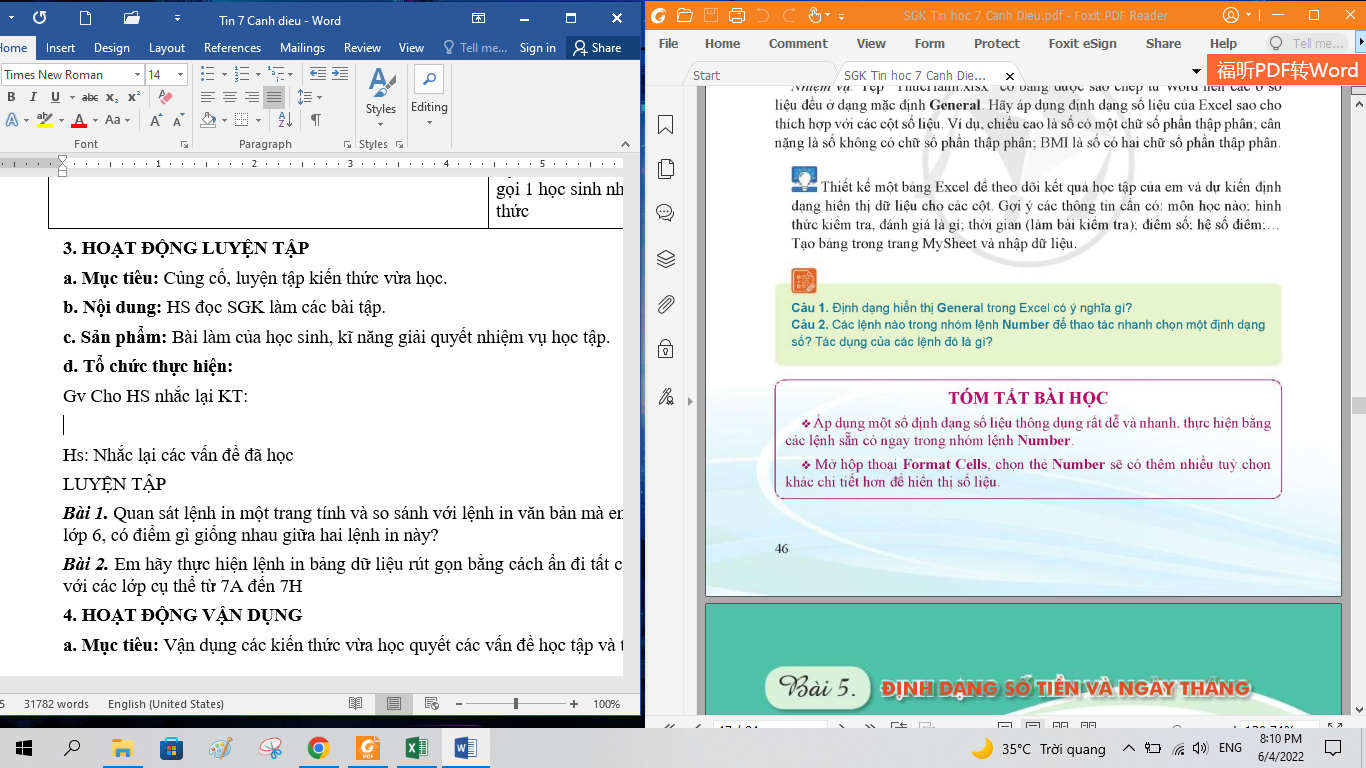 Tin 7 Canh dieu - Word
Home Insert Design Layout References Mailings Review View Tell me... Sign in Share
Times New Roman 14
B I U abc x₂ x²
A aby A Aa A A
Styles
Editing
Font Paragraph Styles
1 2 3 4 5
gọi 1 học sinh
thức
3. HOẠT ĐỘNG LUYỆN TẬP
a. Mục tiêu: Củng cố, luyện tập kiến thức vừa học.
b. Nội dung: HS đọc SGK làm các bài tập.
c. Sản phẩm: Bài làm của học sinh, kĩ năng giải quyết nhiệm vụ học tập.
d. Tổ chức thực hiện:
Gv Cho HS nhắc lại KT:
Hs: Nhắc lại các vấn đề đã học
LUYỆN TẬP
Bài 1. Quan sát lệnh in một trang tính và so sánh với lệnh in văn bản mà
lớp 6, có điểm gì giống nhau giữa hai lệnh in này?
Bài 2. Em hãy thực hiện lệnh in bảng dữ liệu rút gọn bằng cách ẩn đi tất
với các lớp cụ thể từ 7A đến 7H
4. HOẠT ĐỘNG VẬN DỤNG
a. Mục tiêu: Vận dụng các kiến thức vừa học quyết các vấn đề học tập và
31782 words English (United States) 100%
SGK Tin hoc 7 Canh Dieu.pdf - Foxit PDF Reader
File Home Comment View Form Protect Foxit eSign Share Help Tell me...
Start SGK Tin hoc 7 Canh Die...
福昕PDF转Word
liệu đều ở dạng mặc định General. Hãy áp dụng định dạng số liệu của Excel sao cho
thích hợp với các cột số liệu. Ví dụ, chiều cao là số có một chữ số phần thập phân; cân
nặng là số không có chữ số phần thập phân; BMI là số có hai chữ số phần thập phân.
Thiết kế một bảng Excel để theo dõi kết quả học tập của em và dự kiến định
dạng hiển thị dữ liệu cho các cột. Gợi ý các thông tin cần có: môn học nào; hình
thức kiểm tra, đánh giá là gì; thời gian (làm bài kiểm tra); điểm số; hệ số điểm;...
Tạo bảng trong trang MySheet và nhập dữ liệu.
Câu 1. Định dạng hiển thị General trong Excel có ý nghĩa gì?
Câu 2. Các lệnh nào trong nhóm lệnh Number để thao tác nhanh chọn một định dạng
số? Tác dụng của các lệnh đó là gì?
TÓM TẮT BÀI HỌC
❖ Áp dụng một số định dạng số liệu thông dụng rất dễ và nhanh, thực hiện bằng
các lệnh sẵn có ngay trong nhóm lệnh Number.
❖ Mở hộp thoại Format Cells, chọn thẻ Number sẽ có thêm nhiều tuỳ chọn
khác chi tiết hơn để hiển thị số liệu.
46
Bài 5. ĐỊNH DẠNG SỐ TIỀN VÀ NGÀY THÁNG
35°C Trời quang ENG 8:10 PM
6/4/2022